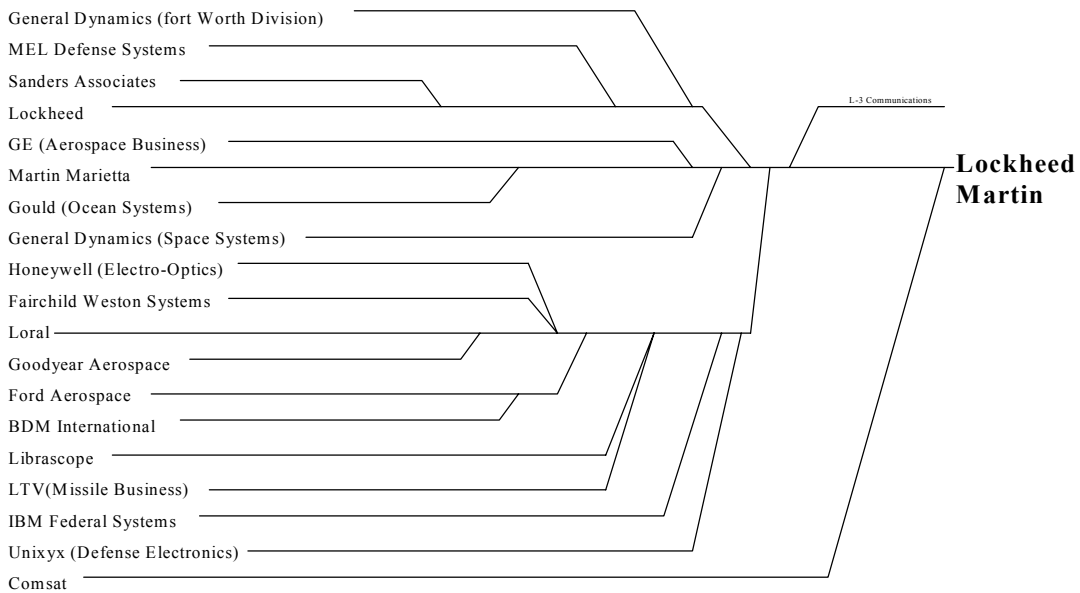 General Dynamics (fort Worth Division)
MEL Defense Systems
Sanders Associates
Lockheed
L-3 Communications
GE (Aerospace Business)
Martin Marietta
Lockheed
Martin
Gould (Ocean Systems)
General Dynamics (Space Systems)
Honeywell (Electro-Optics)
Fairchild Weston Systems
Loral
Goodyear Aerospace
Ford Aerospace
BDM International
Librascope
LTV(Missile Business)
IBM Federal Systems
Unixyx (Defense Electronics)
Comsat